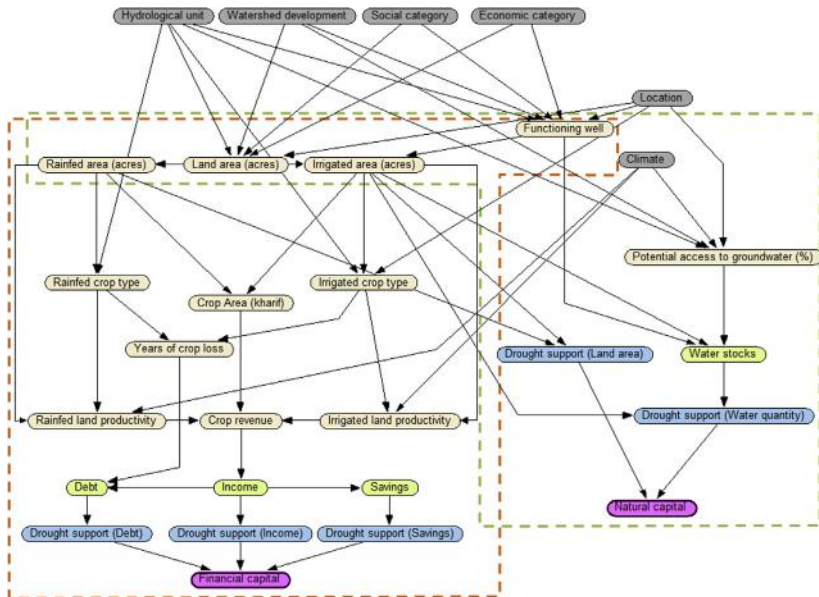 Hydrological unit
Watershed development
Social category
Economic category
Location
Functioning well
Climate
Rainfed area (acres)
Land area (acres)
Irrigated area (acres)
Potential access to groundwater (%)
Rainfed crop type
Crop Area (kharif)
Irrigated crop type
Years of crop loss
Drought support (Land area)
Water stocks
Rainfed land productivity
Crop revenue
Irrigated land productivity
Drought support (Water quantity)
Debt
Income
Savings
Natural capital
Drought support (Debt)
Drought support (Income)
Drought support (Savings)
Financial capital